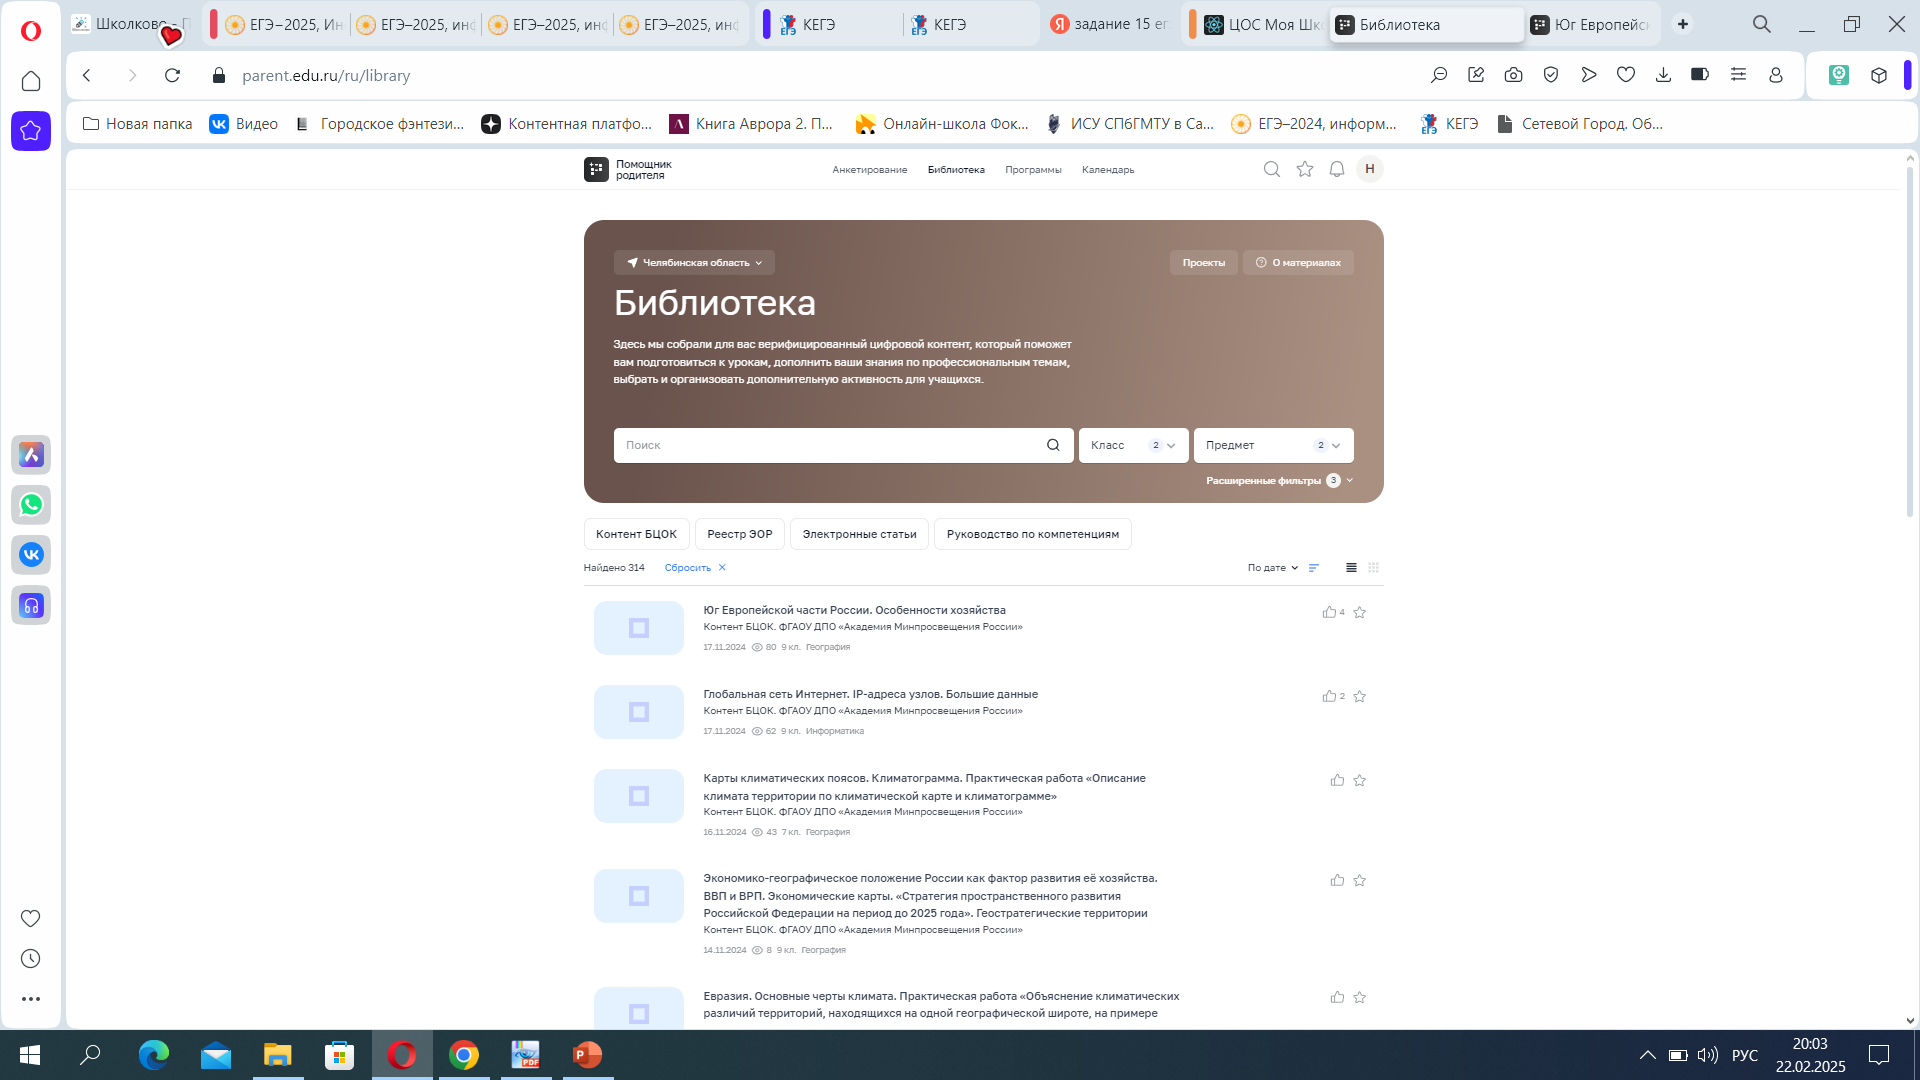 Школково - П
ЕГЭ–2025, Ин
ЕГЭ–2025, инф
ЕГЭ–2025, инф
ЕГЭ–2025, инф
КЕГЭ
КЕГЭ
задание 15 ег
ЦОС Моя Шко
Библиотека
Юг Европейск
parent.edu.ru/ru/library
Новая папка
Видео
Городское фэнтези...
Контентная платфо...
Книга Аврора 2. П...
Онлайн-школа Фок...
ИСУ СПбГМТУ в Са...
ЕГЭ–2024, информ...
КЕГЭ
Сетевой Город. Об...
Помощник
родителя
Анкетирование
Библиотека
Программы
Календарь
Н
Челябинская область
Проекты
О материалах
Библиотека
Здесь мы собрали для вас верифицированный цифровой контент, который поможет
вам подготовиться к урокам, дополнить ваши знания по профессиональным темам,
выбрать и организовать дополнительную активность для учащихся.
Поиск
Класс 2
Предмет 2
Расширенные фильтры 3
Контент БЦОК
Реестр ЭОР
Электронные статьи
Руководство по компетенциям
Найдено 314
Сбросить
По дате
Юг Европейской части России. Особенности хозяйства
4
Контент БЦОК. ФГАОУ ДПО «Академия Минпросвещения России»
17.11.2024 80 9 кл. География
Глобальная сеть Интернет. IP-адреса узлов. Большие данные
2
Контент БЦОК. ФГАОУ ДПО «Академия Минпросвещения России»
17.11.2024 62 9 кл. Информатика
Карты климатических поясов. Климатограмма. Практическая работа «Описание
климата территории по климатической карте и климатограмме»
Контент БЦОК. ФГАОУ ДПО «Академия Минпросвещения России»
16.11.2024 43 7 кл. География
Экономико-географическое положение России как фактор развития её хозяйства.
ВВП и ВРП. Экономические карты. «Стратегия пространственного развития
Российской Федерации на период до 2025 года». Геостратегические территории
Контент БЦОК. ФГАОУ ДПО «Академия Минпросвещения России»
14.11.2024 8 9 кл. География
Евразия. Основные черты климата. Практическая работа «Объяснение климатических
различий территорий, находящихся на одной географической широте, на примере
РУС
20:03
22.02.2025